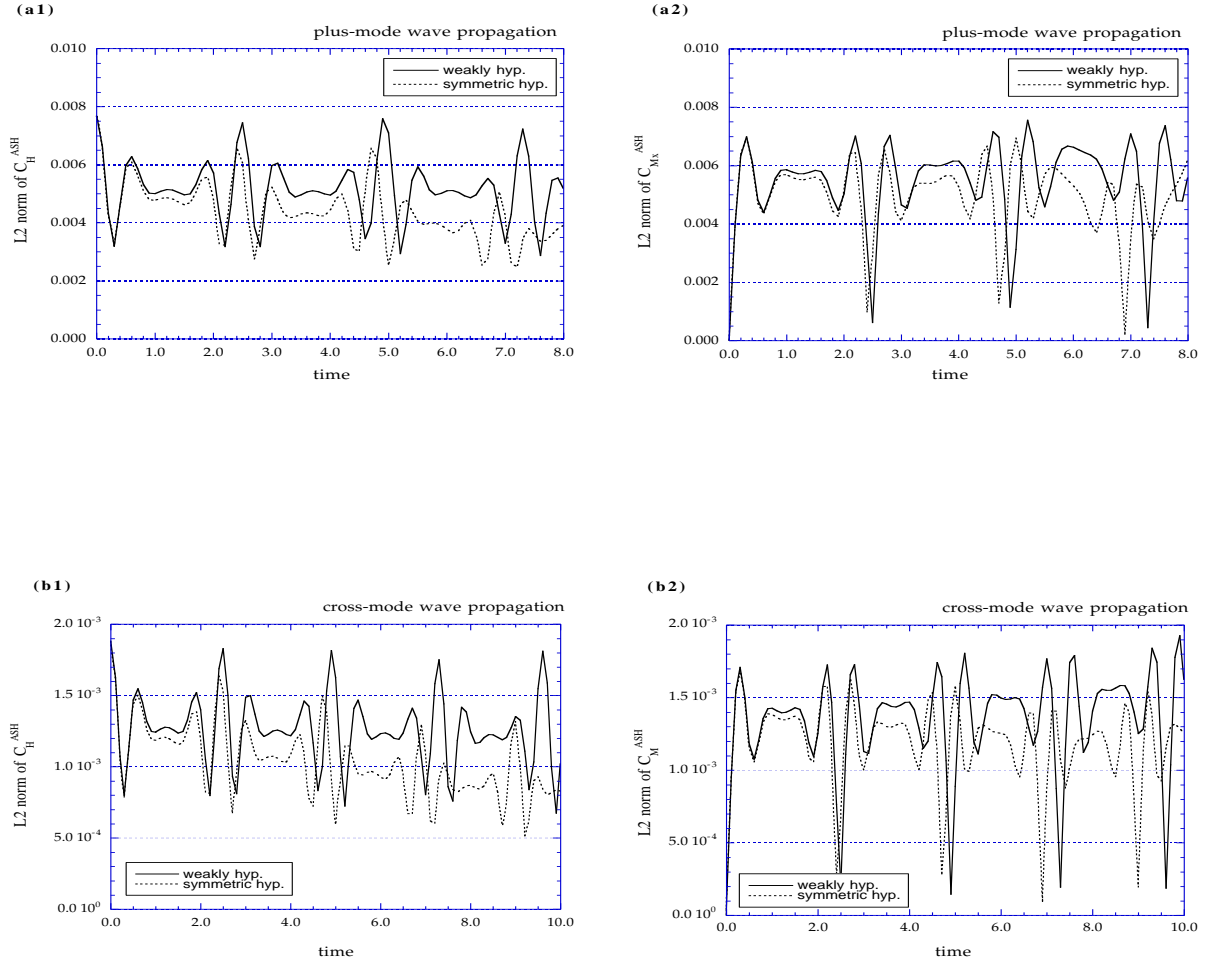 (a1)
plus-mode wave propagation
0.010
0.008
0.006
0.004
0.002
0.000
L2 norm of C_H^ASH
weakly hyp.
symmetric hyp.
0.0 1.0 2.0 3.0 4.0 5.0 6.0 7.0 8.0
time
(a2)
plus-mode wave propagation
0.010
0.008
0.006
0.004
0.002
0.000
L2 norm of C_Mx^ASH
weakly hyp.
symmetric hyp.
0.0 1.0 2.0 3.0 4.0 5.0 6.0 7.0 8.0
time
(b1)
cross-mode wave propagation
2.0 10⁻³
1.5 10⁻³
1.0 10⁻³
5.0 10⁻⁴
0.0 10⁰
L2 norm of C_H^ASH
weakly hyp.
symmetric hyp.
0.0 2.0 4.0 6.0 8.0 10.0
time
(b2)
cross-mode wave propagation
2.0 10⁻³
1.5 10⁻³
1.0 10⁻³
5.0 10⁻⁴
0.0 10⁰
L2 norm of C_M^ASH
weakly hyp.
symmetric hyp.
0.0 2.0 4.0 6.0 8.0 10.0
time